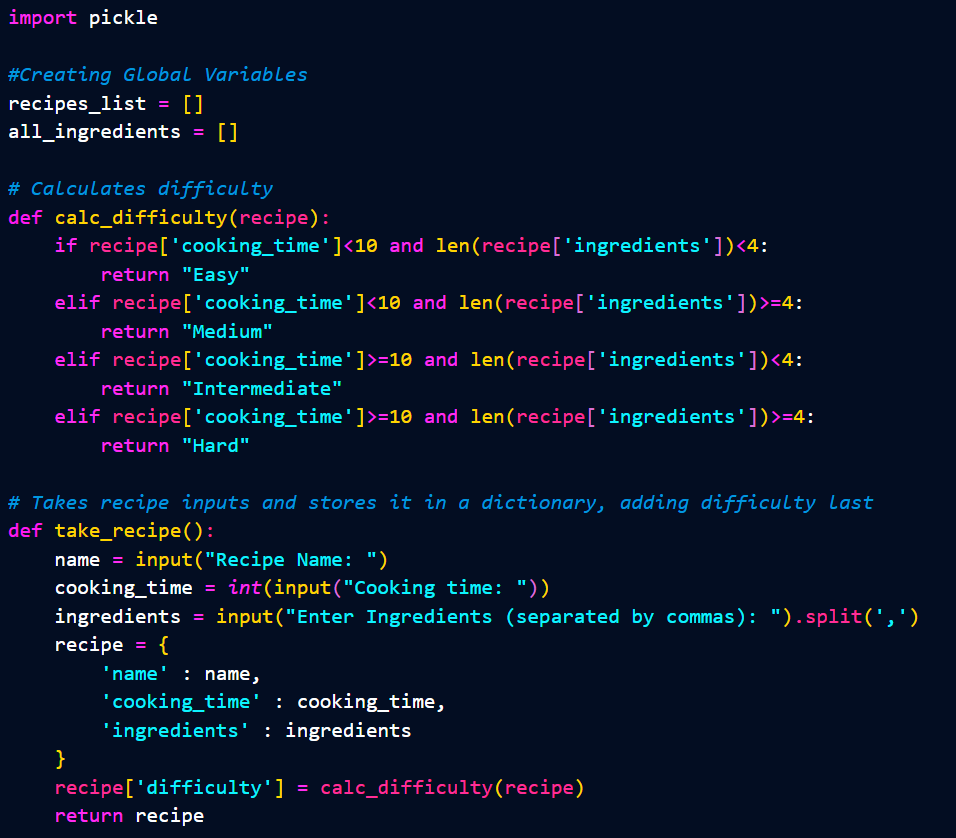 import pickle

#Creating Global Variables
recipes_list = []
all_ingredients = []

# Calculates difficulty
def calc_difficulty(recipe):
    if recipe['cooking_time']<10 and len(recipe['ingredients'])<4:
        return "Easy"
    elif recipe['cooking_time']<10 and len(recipe['ingredients'])>=4:
        return "Medium"
    elif recipe['cooking_time']>=10 and len(recipe['ingredients'])<4:
        return "Intermediate"
    elif recipe['cooking_time']>=10 and len(recipe['ingredients'])>=4:
        return "Hard"

# Takes recipe inputs and stores it in a dictionary, adding difficulty last
def take_recipe():
    name = input("Recipe Name: ")
    cooking_time = int(input("Cooking time: "))
    ingredients = input("Enter Ingredients (separated by commas): ").split(',')
    recipe = {
        'name' : name,
        'cooking_time' : cooking_time,
        'ingredients' : ingredients
    }
    recipe['difficulty'] = calc_difficulty(recipe)
    return recipe